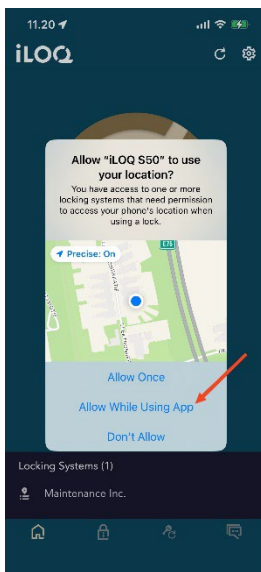 11.20
iLOQ
Allow “iLOQ S50” to use
your location?
You have access to one or more
locking systems that need permission
to access your phone's location when
using a lock.
Precise: On
E75
Allow Once
Allow While Using App
Don't Allow
Locking Systems (1)
Maintenance Inc.